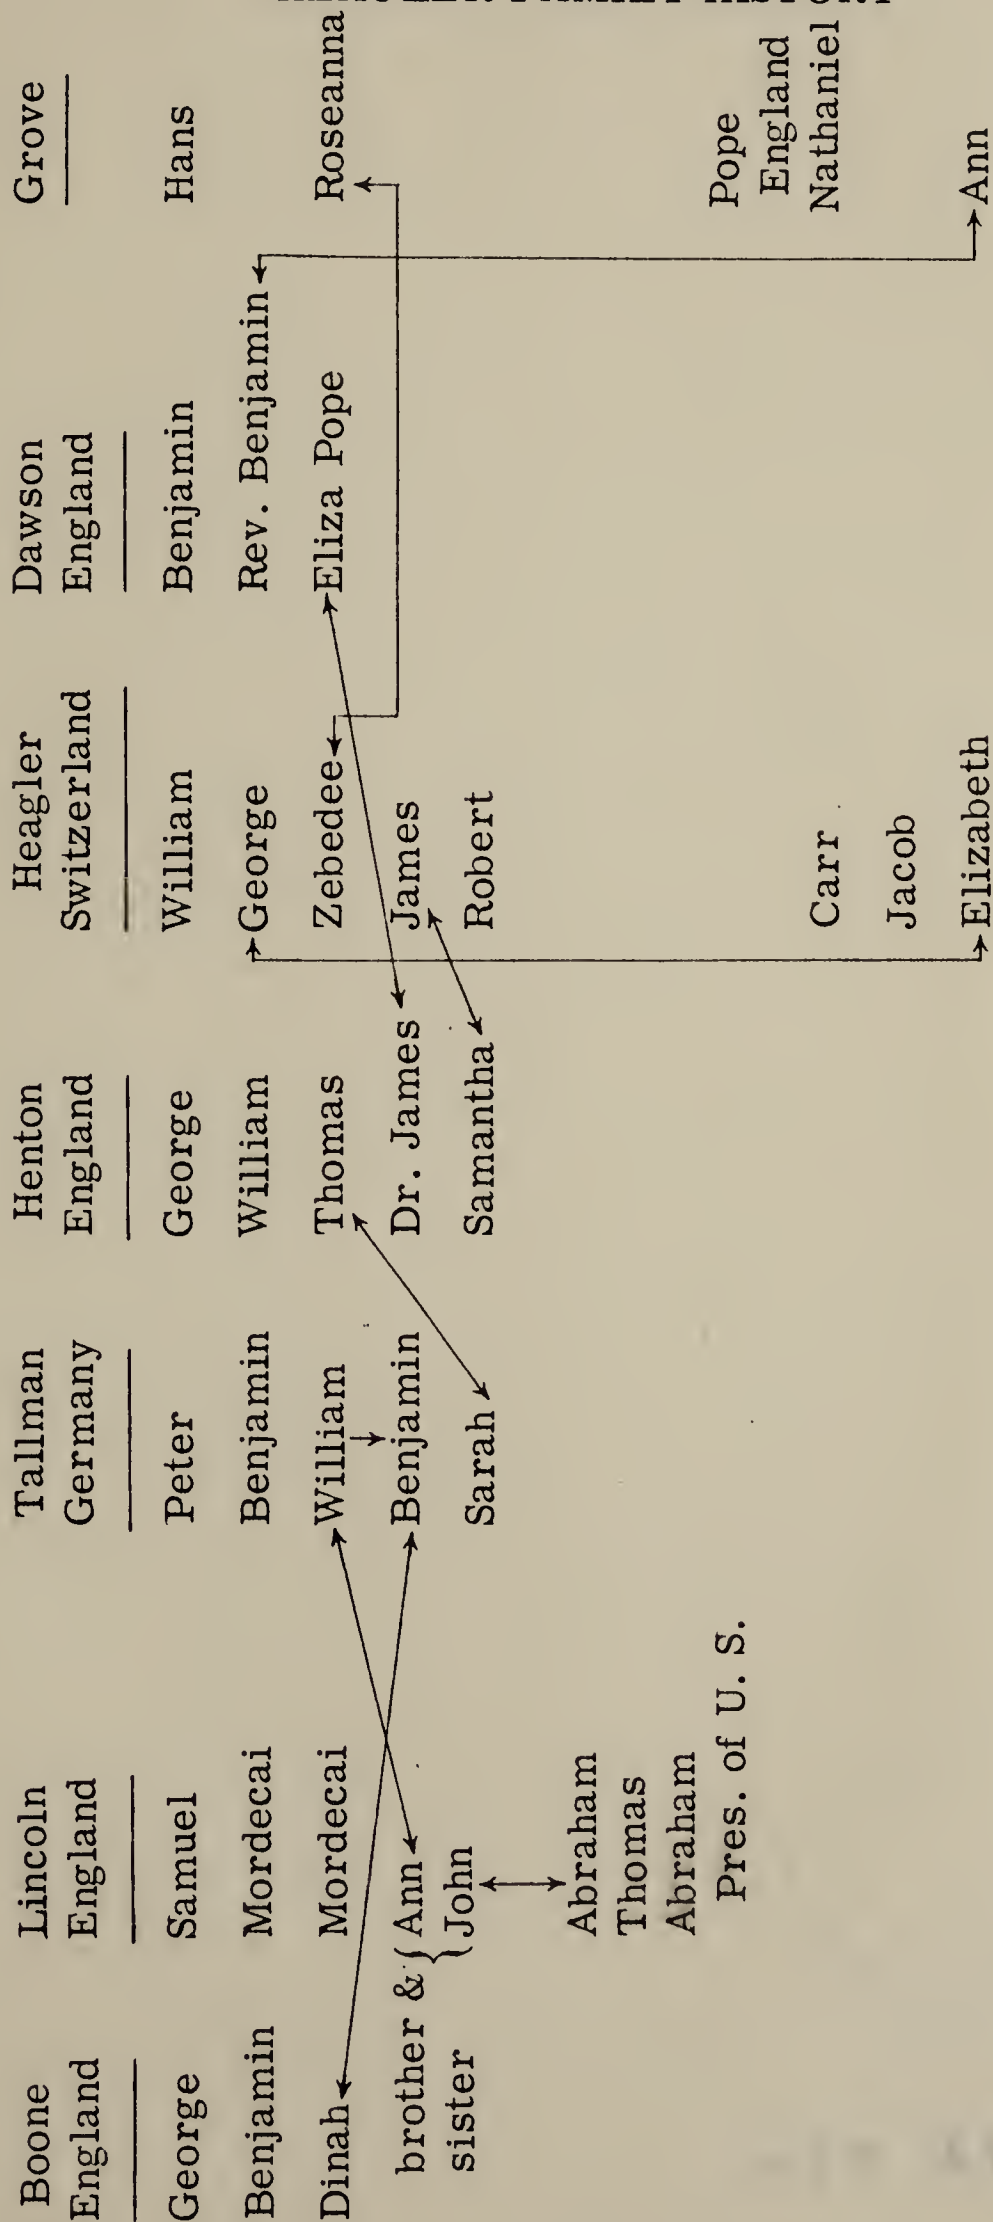 Boone
England
George
Benjamin
Dinah
brother &
sister
Lincoln
England
Samuel
Mordecai
Mordecai
{ Ann
{ John
Abraham
Thomas
Abraham
Pres. of U. S.
Tallman
Germany
Peter
Benjamin
William
Benjamin
Sarah
Henton
England
George
William
Thomas
Dr. James
Samantha
Heagler
Switzerland
William
George
Zebedee
James
Robert
Carr
Jacob
Elizabeth
Dawson
England
Benjamin
Rev. Benjamin
Eliza Pope
Grove
Hans
Roseanna
Pope
England
Nathaniel
Ann